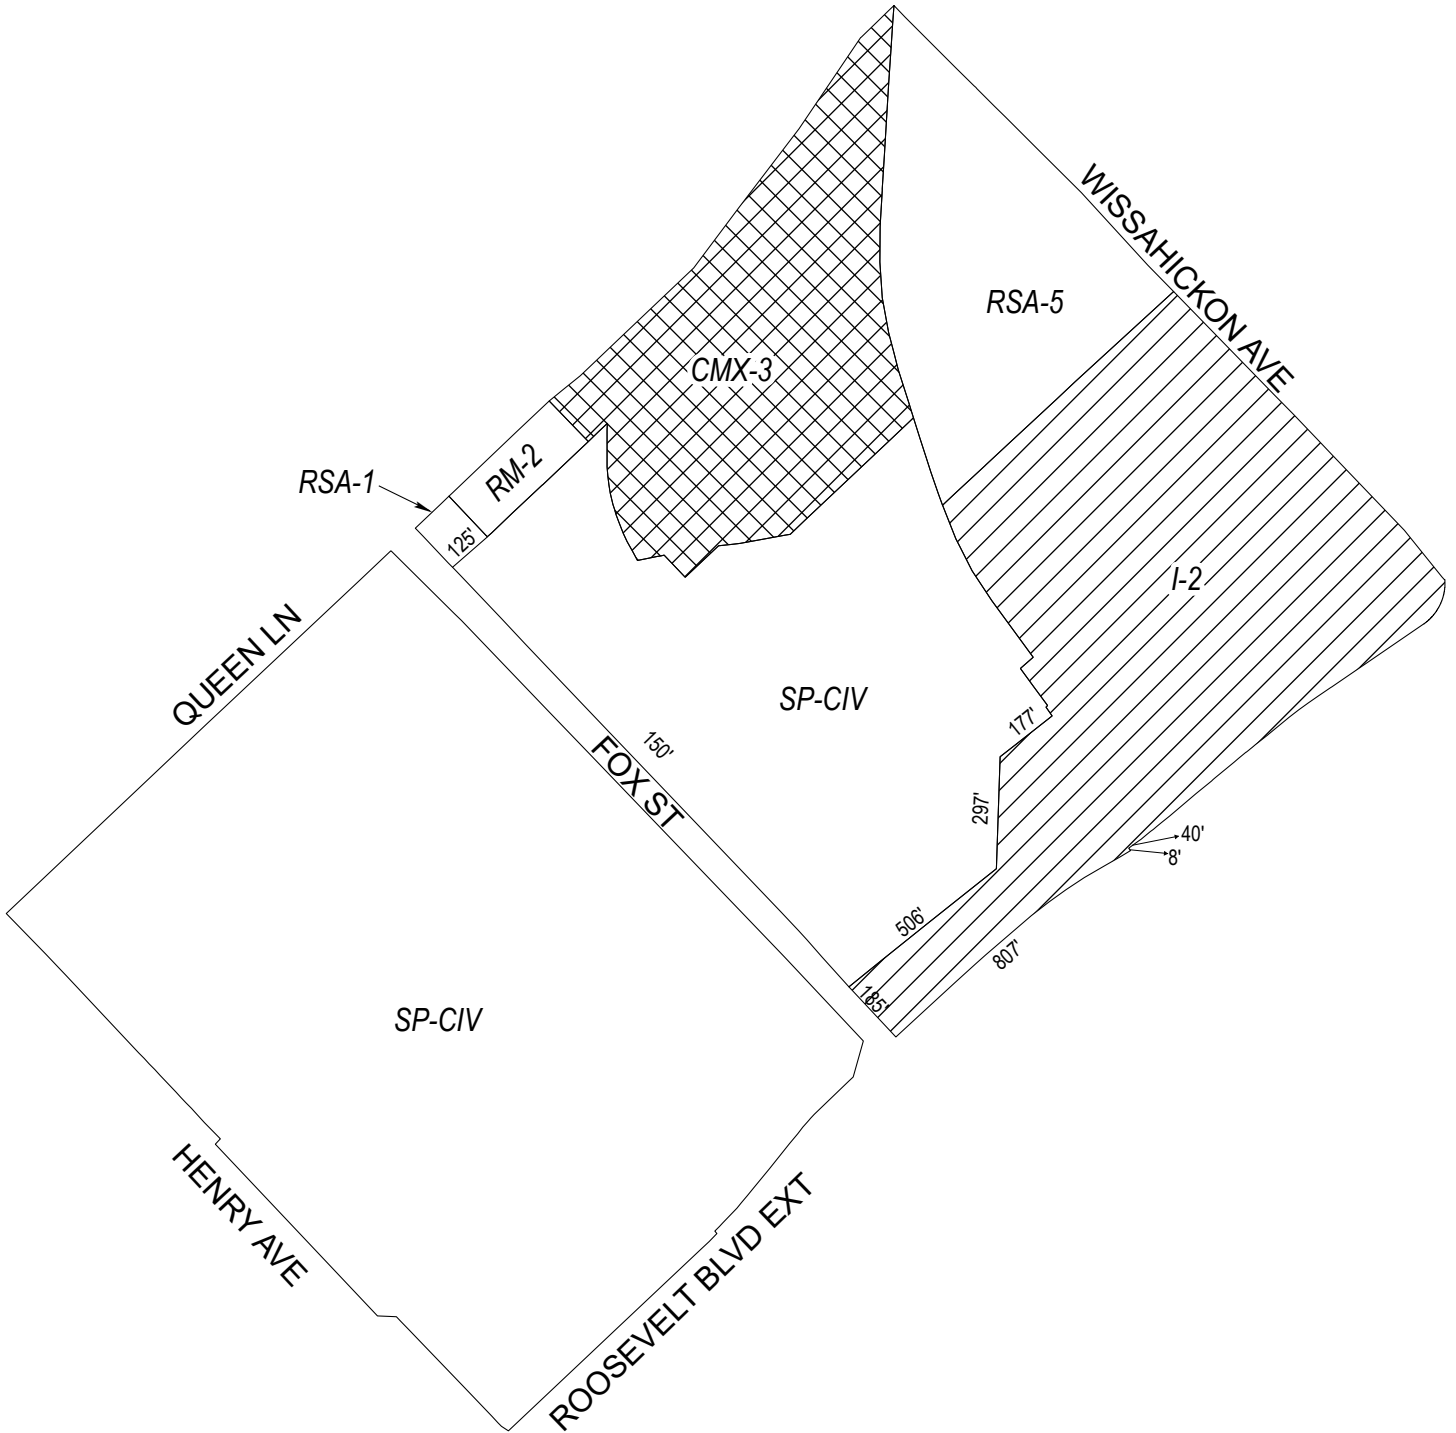 WISSAHICKON AVE
RSA-5
CMX-3
RM-2
RSA-1
125'
I-2
QUEEN LN
SP-CIV
177'
150'
FOX ST
297'
40'
8'
506'
807'
185'
SP-CIV
HENRY AVE
ROOSEVELT BLVD EXT